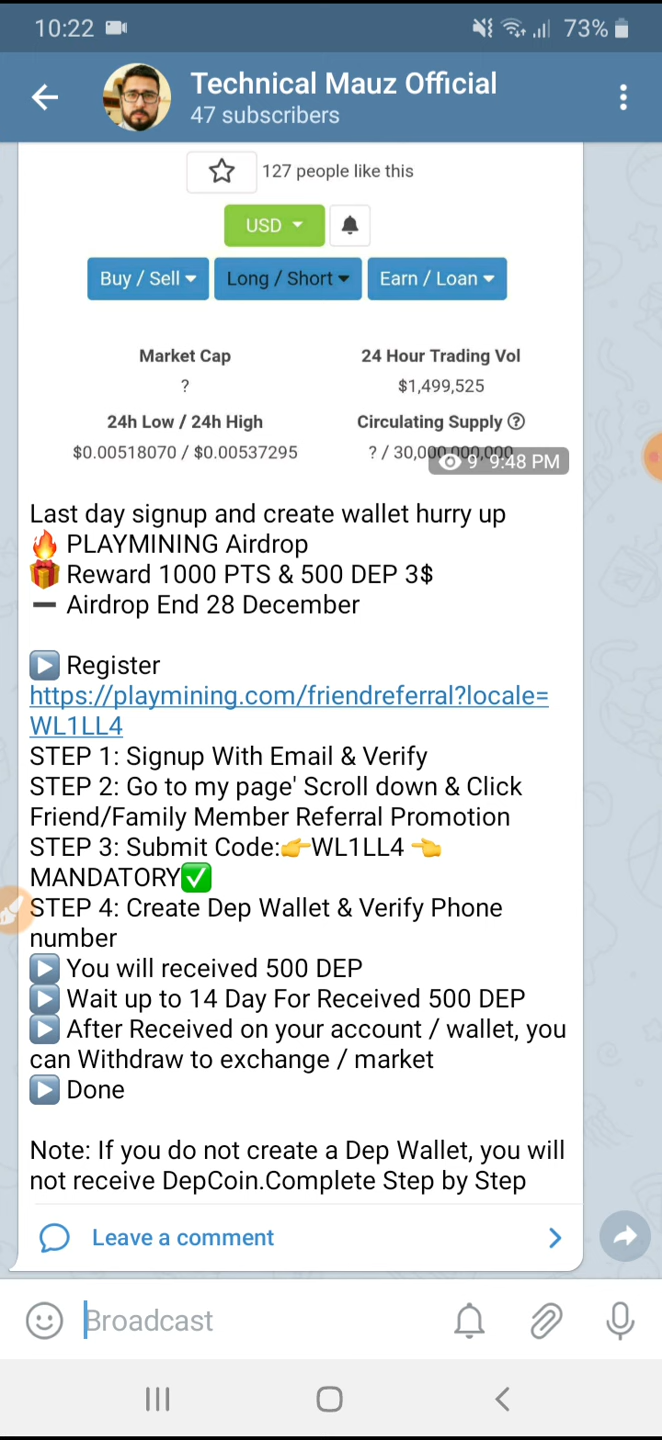 10:22 73%
Technical Mauz Official
47 subscribers
127 people like this
USD
Buy / Sell Long / Short Earn / Loan
Market Cap 24 Hour Trading Vol
? $1,499,525
24h Low / 24h High Circulating Supply ?
$0.00518070 / $0.00537295 ? / 30,000,000,000
9 9:48 PM
Last day signup and create wallet hurry up
🔥 PLAYMINING Airdrop
🎁 Reward 1000 PTS & 500 DEP 3$
➖ Airdrop End 28 December
▶️ Register
https://playmining.com/friendreferral?locale=
WL1LL4
STEP 1: Signup With Email & Verify
STEP 2: Go to my page' Scroll down & Click
Friend/Family Member Referral Promotion
STEP 3: Submit Code:👉WL1LL4 👈
MANDATORY✅
STEP 4: Create Dep Wallet & Verify Phone
number
▶️ You will received 500 DEP
▶️ Wait up to 14 Day For Received 500 DEP
▶️ After Received on your account / wallet, you
can Withdraw to exchange / market
▶️ Done
Note: If you do not create a Dep Wallet, you will
not receive DepCoin.Complete Step by Step
Leave a comment
Broadcast